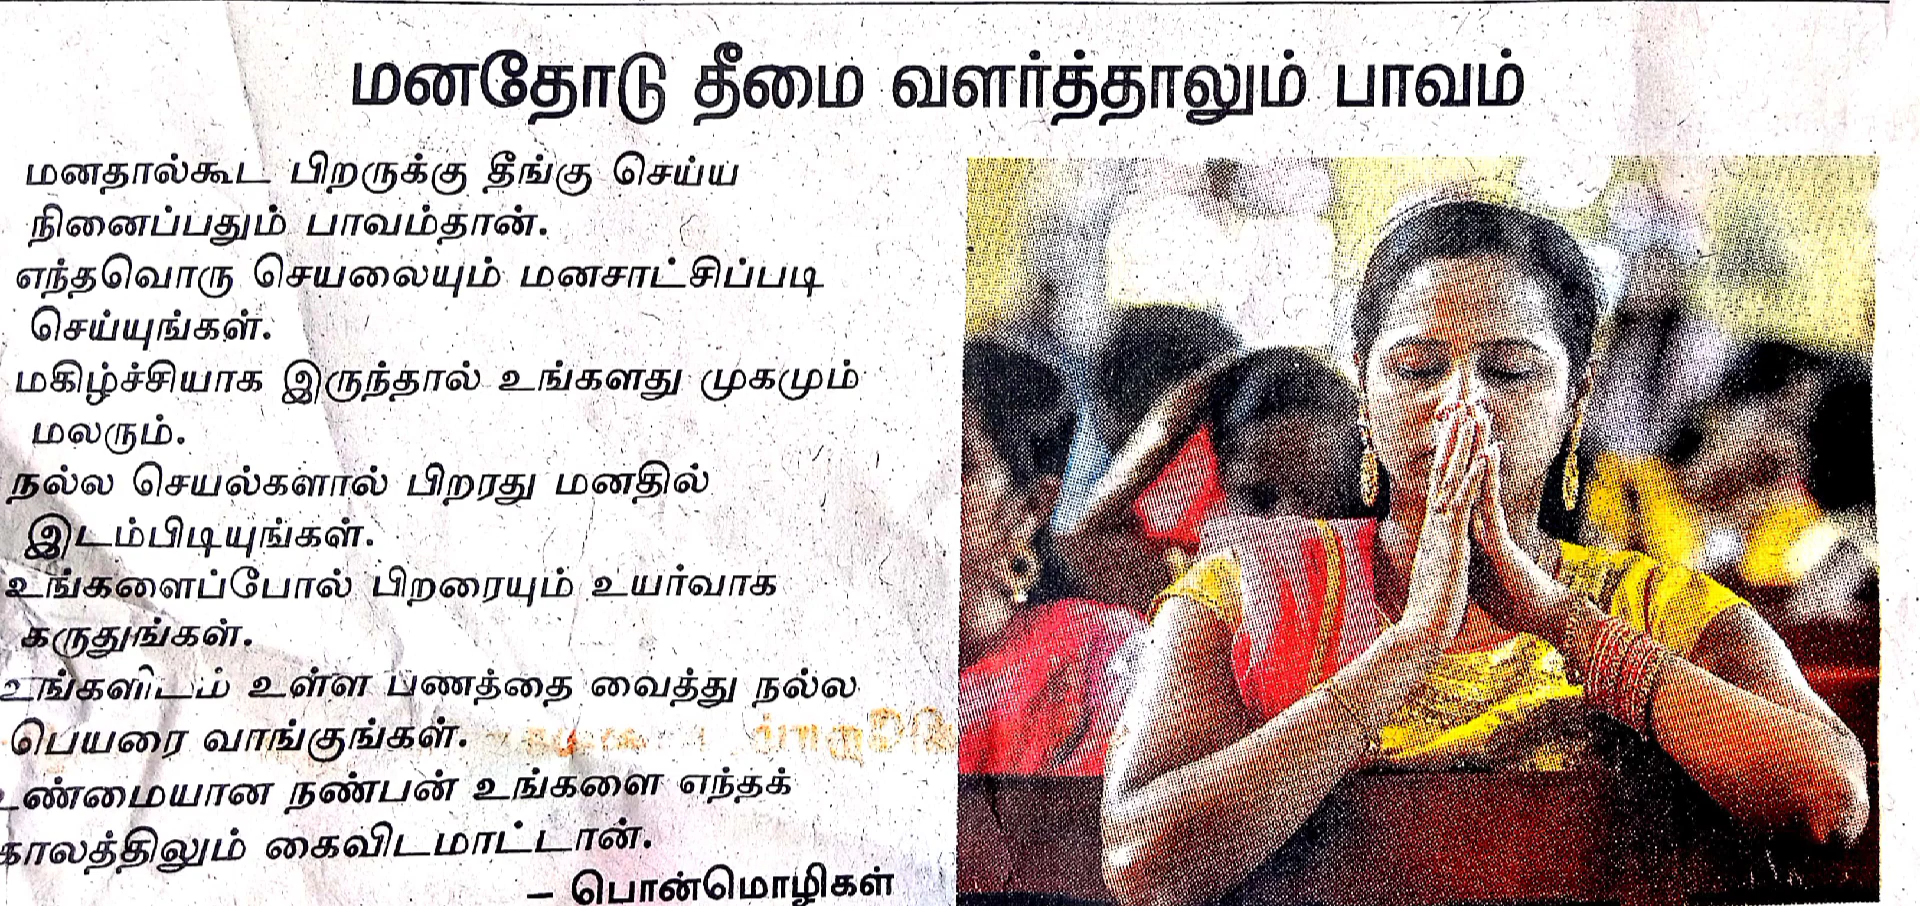 மனதோடு தீமை வளர்த்தாலும் பாவம்
மனதால்கூட பிறருக்கு தீங்கு செய்ய
நினைப்பதும் பாவம்தான்.
எந்தவொரு செயலையும் மனசாட்சிப்படி
செய்யுங்கள்.
மகிழ்ச்சியாக இருந்தால் உங்களது முகமும்
மலரும்.
நல்ல செயல்களால் பிறரது மனதில்
இடம்பிடியுங்கள்.
உங்களைப்போல் பிறரையும் உயர்வாக
கருதுங்கள்.
உங்களிடம் உள்ள பணத்தை வைத்து நல்ல
பெயரை வாங்குங்கள்.
உண்மையான நண்பன் உங்களை எந்தக்
காலத்திலும் கைவிடமாட்டான்.
– பொன்மொழிகள்